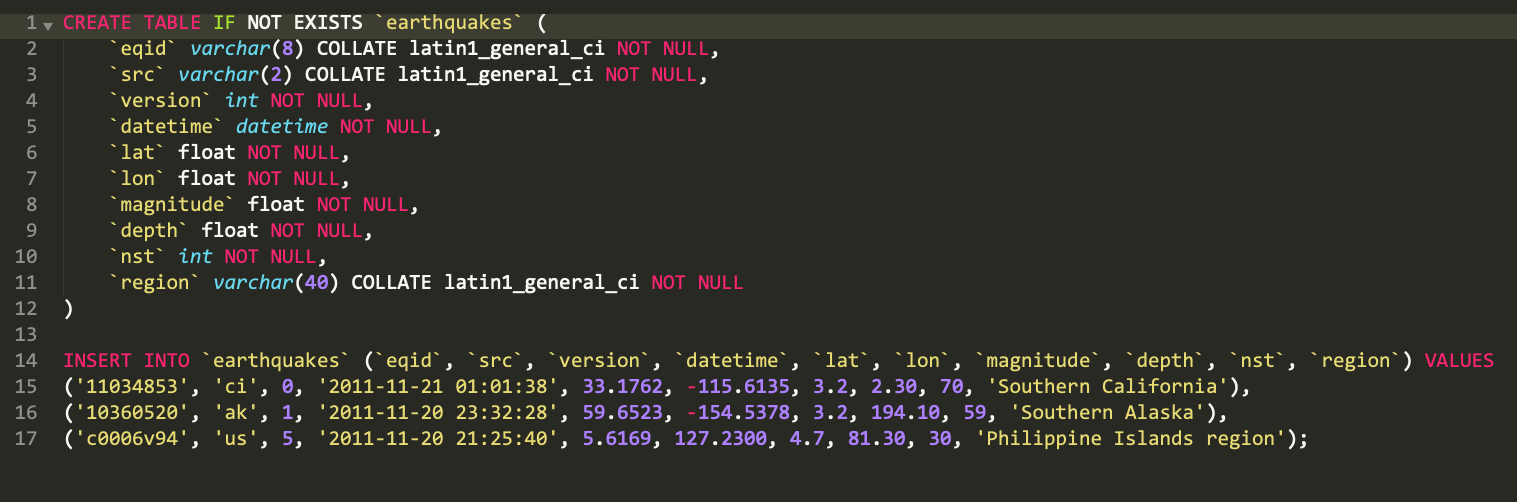 1 CREATE TABLE IF NOT EXISTS `earthquakes` (
2 `eqid` varchar(8) COLLATE latin1_general_ci NOT NULL,
3 `src` varchar(2) COLLATE latin1_general_ci NOT NULL,
4 `version` int NOT NULL,
5 `datetime` datetime NOT NULL,
6 `lat` float NOT NULL,
7 `lon` float NOT NULL,
8 `magnitude` float NOT NULL,
9 `depth` float NOT NULL,
10 `nst` int NOT NULL,
11 `region` varchar(40) COLLATE latin1_general_ci NOT NULL
12 )
13
14 INSERT INTO `earthquakes` (`eqid`, `src`, `version`, `datetime`, `lat`, `lon`, `magnitude`, `depth`, `nst`, `region`) VALUES
15 ('11034853', 'ci', 0, '2011-11-21 01:01:38', 33.1762, -115.6135, 3.2, 2.30, 70, 'Southern California'),
16 ('10360520', 'ak', 1, '2011-11-20 23:32:28', 59.6523, -154.5378, 3.2, 194.10, 59, 'Southern Alaska'),
17 ('c0006v94', 'us', 5, '2011-11-20 21:25:40', 5.6169, 127.2300, 4.7, 81.30, 30, 'Philippine Islands region');